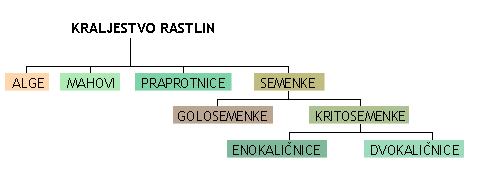 KRALJESTVO RASTLIN
ALGE MAHOVI PRAPROTNICE SEMENKE
GOLOSEMENKE KRITOSEMENKE
ENOKALIČNICE DVOKALIČNICE